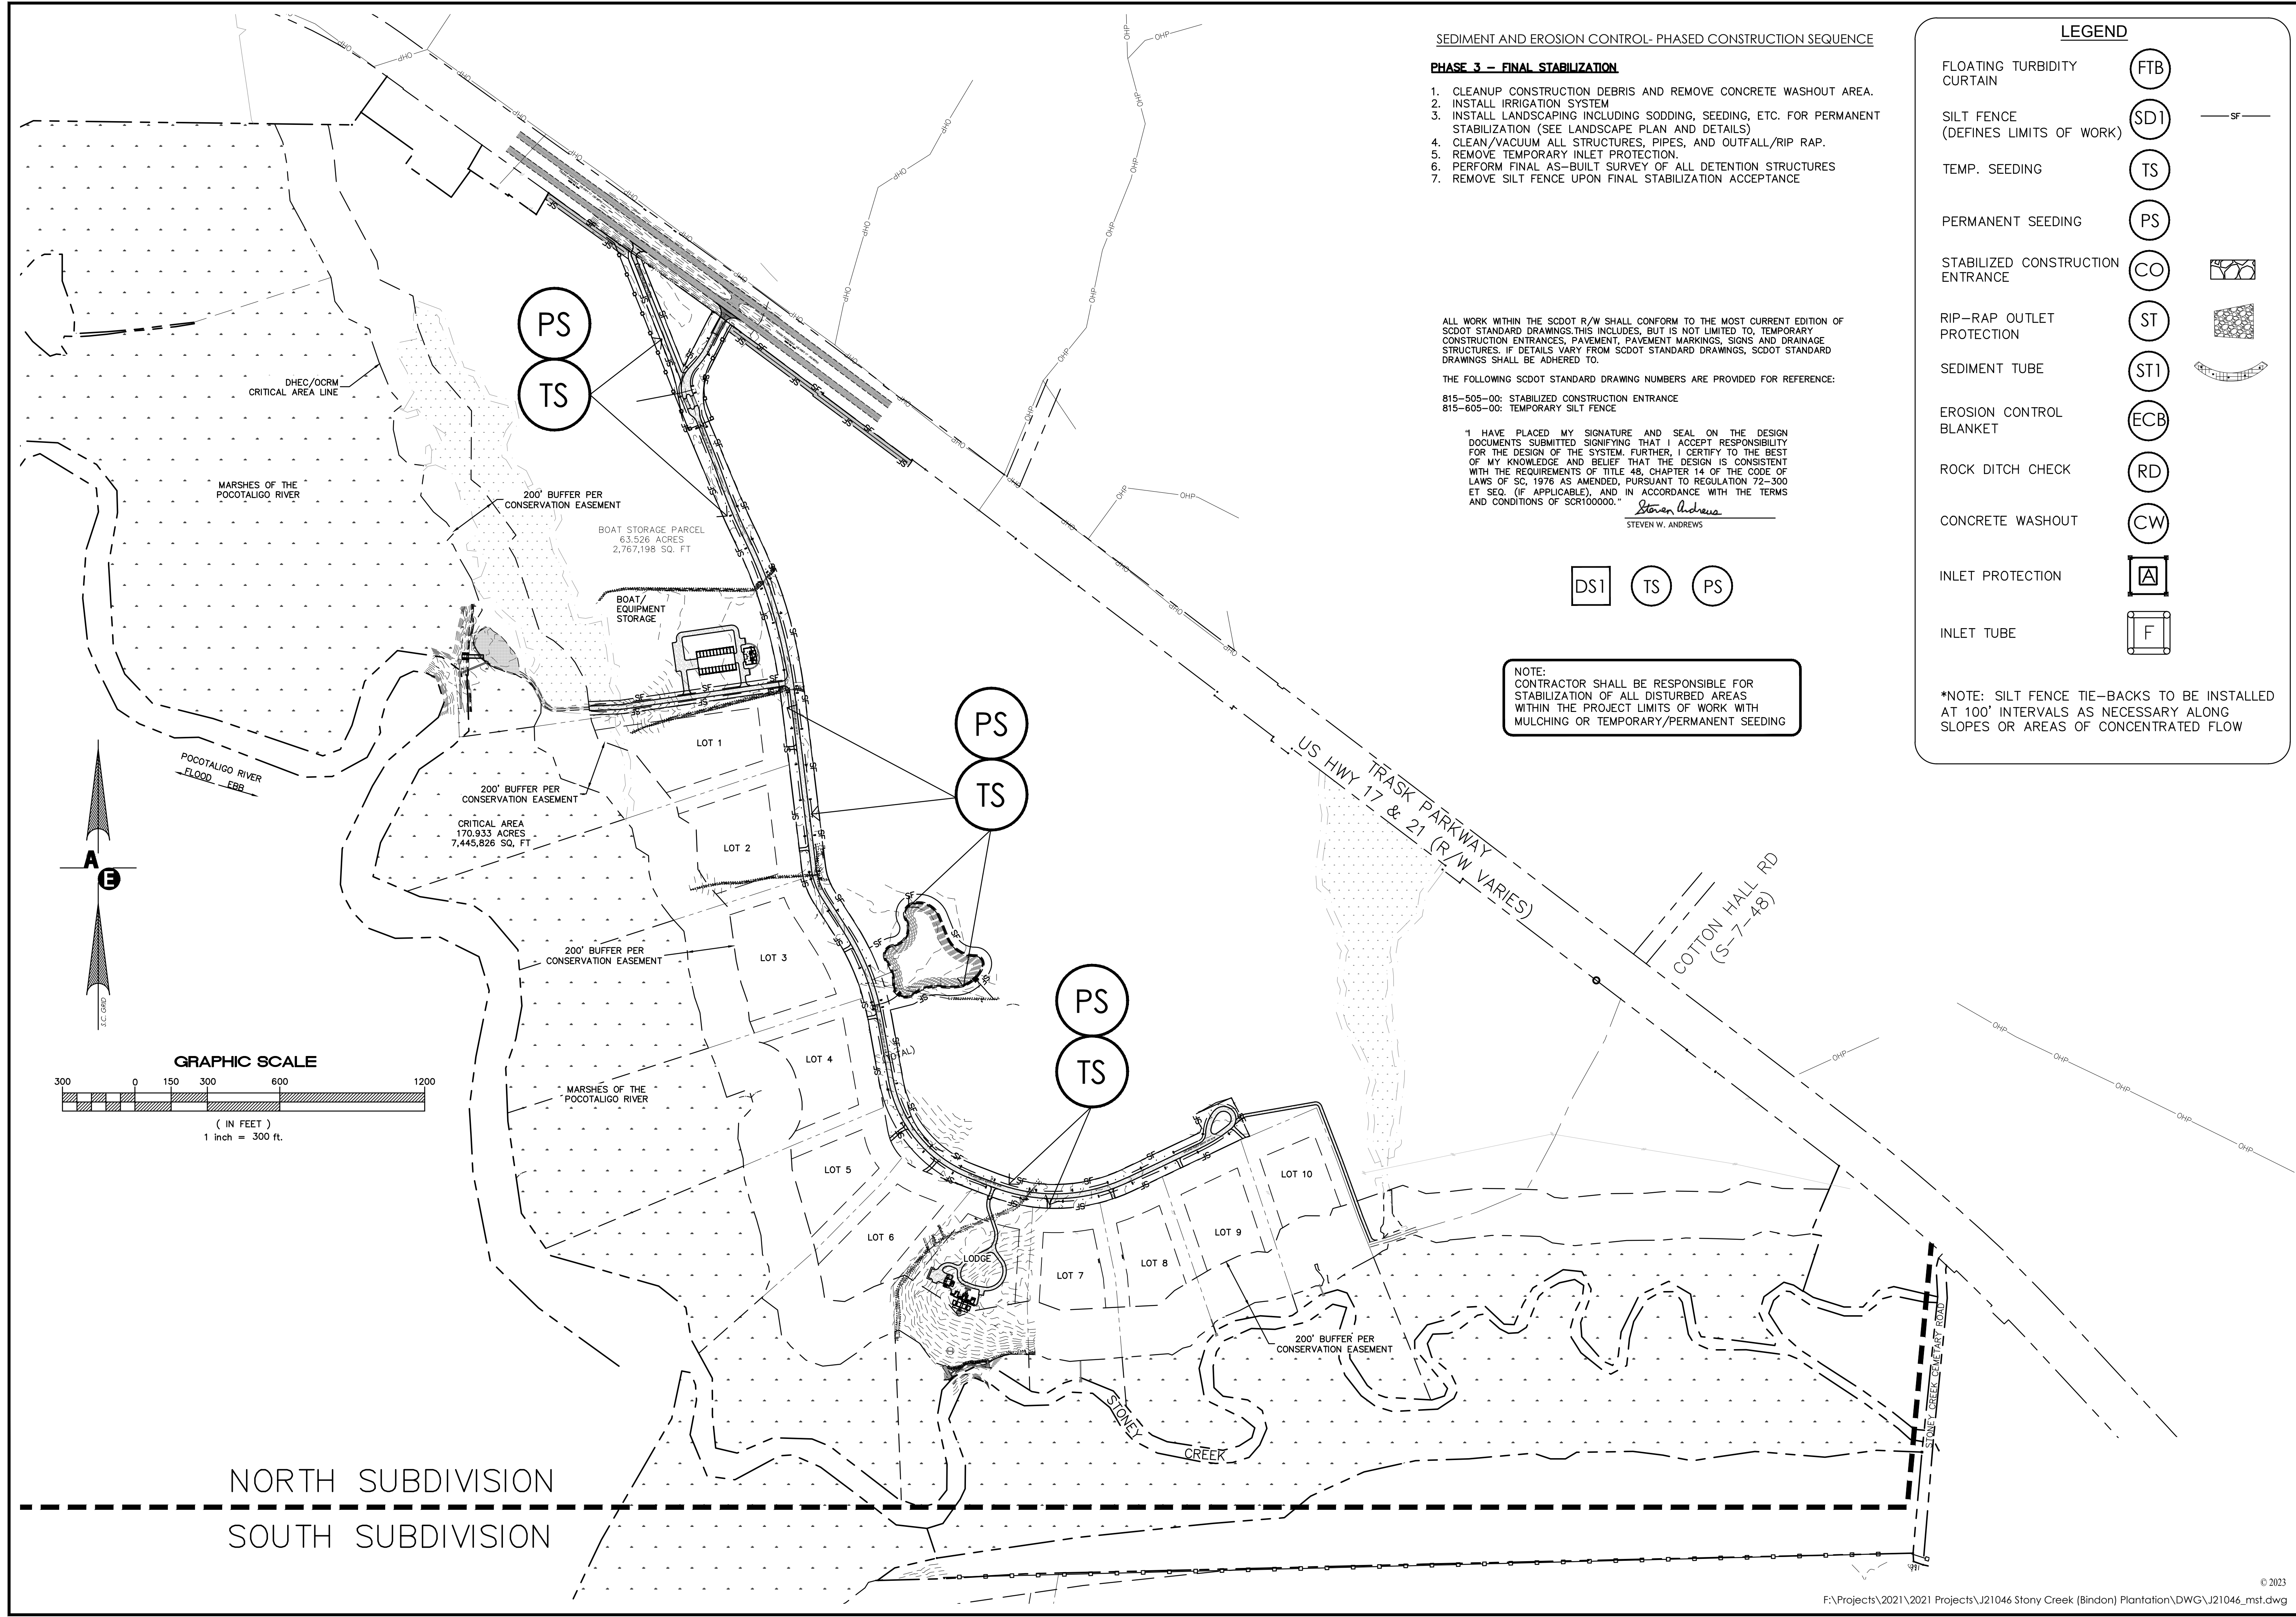 SEDIMENT AND EROSION CONTROL- PHASED CONSTRUCTION SEQUENCE
PHASE 3 – FINAL STABILIZATION
1. CLEANUP CONSTRUCTION DEBRIS AND REMOVE CONCRETE WASHOUT AREA.
2. INSTALL IRRIGATION SYSTEM
3. INSTALL LANDSCAPING INCLUDING SODDING, SEEDING, ETC. FOR PERMANENT
STABILIZATION (SEE LANDSCAPE PLAN AND DETAILS)
4. CLEAN/VACUUM ALL STRUCTURES, PIPES, AND OUTFALL/RIP RAP.
5. REMOVE TEMPORARY INLET PROTECTION.
6. PERFORM FINAL AS–BUILT SURVEY OF ALL DETENTION STRUCTURES
7. REMOVE SILT FENCE UPON FINAL STABILIZATION ACCEPTANCE
ALL WORK WITHIN THE SCDOT R/W SHALL CONFORM TO THE MOST CURRENT EDITION OF
SCDOT STANDARD DRAWINGS.THIS INCLUDES, BUT IS NOT LIMITED TO, TEMPORARY
CONSTRUCTION ENTRANCES, PAVEMENT, PAVEMENT MARKINGS, SIGNS AND DRAINAGE
STRUCTURES. IF DETAILS VARY FROM SCDOT STANDARD DRAWINGS, SCDOT STANDARD
DRAWINGS SHALL BE ADHERED TO.
THE FOLLOWING SCDOT STANDARD DRAWING NUMBERS ARE PROVIDED FOR REFERENCE:
815–505–00: STABILIZED CONSTRUCTION ENTRANCE
815–605–00: TEMPORARY SILT FENCE
"I HAVE PLACED MY SIGNATURE AND SEAL ON THE DESIGN
DOCUMENTS SUBMITTED SIGNIFYING THAT I ACCEPT RESPONSIBILITY
FOR THE DESIGN OF THE SYSTEM. FURTHER, I CERTIFY TO THE BEST
OF MY KNOWLEDGE AND BELIEF THAT THE DESIGN IS CONSISTENT
WITH THE REQUIREMENTS OF TITLE 48, CHAPTER 14 OF THE CODE OF
LAWS OF SC, 1976 AS AMENDED, PURSUANT TO REGULATION 72–300
ET SEQ. (IF APPLICABLE), AND IN ACCORDANCE WITH THE TERMS
AND CONDITIONS OF SCR100000."
Steven Andrews
STEVEN W. ANDREWS
DS1 TS PS
NOTE:
CONTRACTOR SHALL BE RESPONSIBLE FOR
STABILIZATION OF ALL DISTURBED AREAS
WITHIN THE PROJECT LIMITS OF WORK WITH
MULCHING OR TEMPORARY/PERMANENT SEEDING
LEGEND
FLOATING TURBIDITY
CURTAIN
FTB
SILT FENCE
(DEFINES LIMITS OF WORK)
SD1
SF
TEMP. SEEDING
TS
PERMANENT SEEDING
PS
STABILIZED CONSTRUCTION
ENTRANCE
CO
RIP–RAP OUTLET
PROTECTION
ST
SEDIMENT TUBE
ST1
EROSION CONTROL
BLANKET
ECB
ROCK DITCH CHECK
RD
CONCRETE WASHOUT
CW
INLET PROTECTION
A
INLET TUBE
F
*NOTE: SILT FENCE TIE–BACKS TO BE INSTALLED
AT 100' INTERVALS AS NECESSARY ALONG
SLOPES OR AREAS OF CONCENTRATED FLOW
PS
TS
DHEC/OCRM
CRITICAL AREA LINE
MARSHES OF THE
POCOTALIGO RIVER
200' BUFFER PER
CONSERVATION EASEMENT
BOAT STORAGE PARCEL
63.526 ACRES
2,767,198 SQ. FT
BOAT/
EQUIPMENT
STORAGE
PS
TS
LOT 1
POCOTALIGO RIVER
FLOOD EBB
200' BUFFER PER
CONSERVATION EASEMENT
CRITICAL AREA
170.933 ACRES
7,445,826 SQ. FT
LOT 2
A
E
S.C. GRID
200' BUFFER PER
CONSERVATION EASEMENT
LOT 3
TRASK PARKWAY
US HWY 17 & 21 (R/W VARIES)
COTTON HALL RD
(S–7–48)
PS
TS
LOT 4
GRAPHIC SCALE
300 0 150 300 600 1200
( IN FEET )
1 inch = 300 ft.
MARSHES OF THE
POCOTALIGO RIVER
LOT 5
LOT 6
LODGE
LOT 7
LOT 8
LOT 9
LOT 10
200' BUFFER PER
CONSERVATION EASEMENT
STONEY
CREEK
STONEY CREEK CEMETARY ROAD
NORTH SUBDIVISION
SOUTH SUBDIVISION
© 2023
F:\Projects\2021\2021 Projects\J21046 Stony Creek (Bindon) Plantation\DWG\J21046_mst.dwg